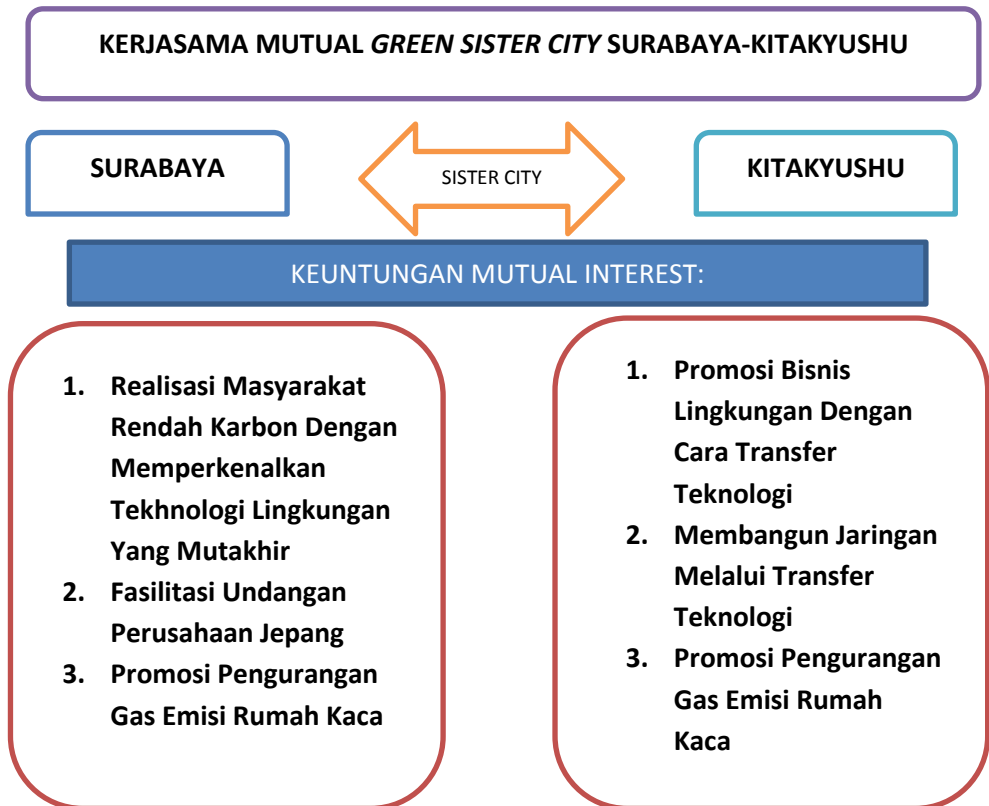 KERJASAMA MUTUAL GREEN SISTER CITY SURABAYA-KITAKYUSHU
SURABAYA
SISTER CITY
KITAKYUSHU
KEUNTUNGAN MUTUAL INTEREST:
1. Realisasi Masyarakat
Rendah Karbon Dengan
Memperkenalkan
Tekhnologi Lingkungan
Yang Mutakhir
2. Fasilitasi Undangan
Perusahaan Jepang
3. Promosi Pengurangan
Gas Emisi Rumah Kaca
1. Promosi Bisnis
Lingkungan Dengan
Cara Transfer
Teknologi
2. Membangun Jaringan
Melalui Transfer
Teknologi
3. Promosi Pengurangan
Gas Emisi Rumah
Kaca